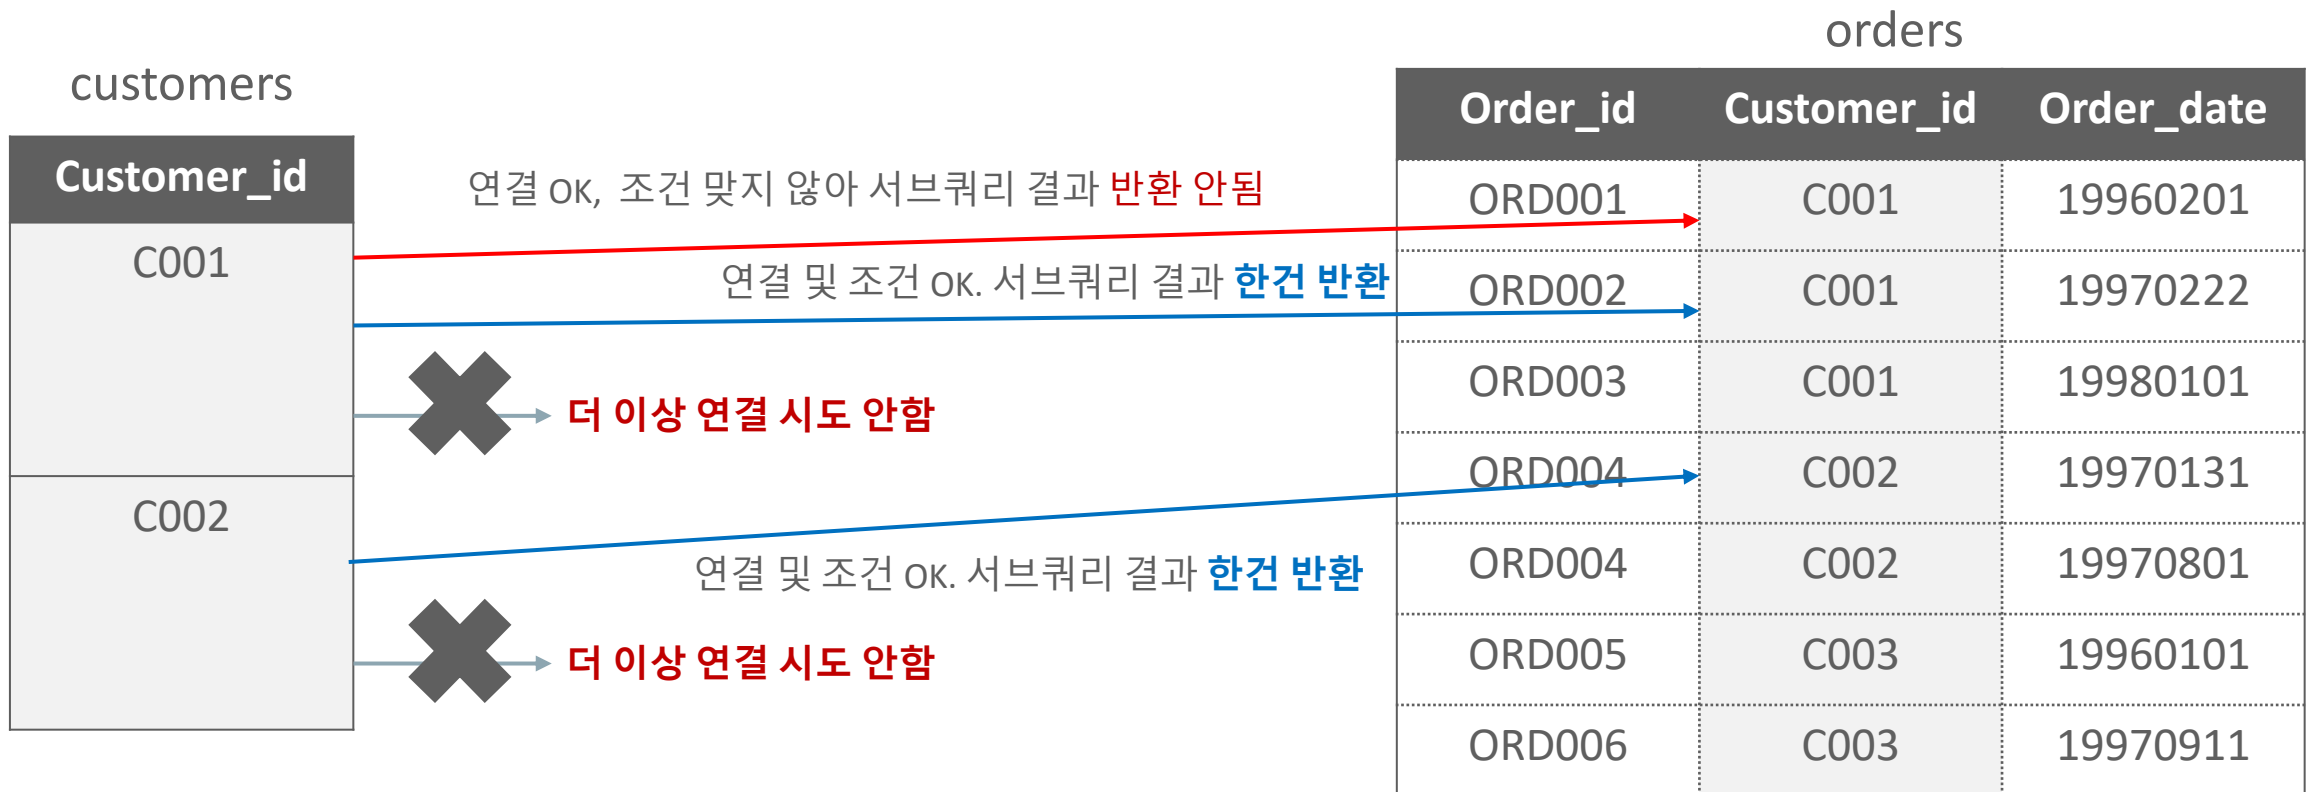 customers
Customer_id
C001
C002
연결 OK, 조건 맞지 않아 서브쿼리 결과 반환 안됨
연결 및 조건 OK. 서브쿼리 결과 한건 반환
더 이상 연결 시도 안함
연결 및 조건 OK. 서브쿼리 결과 한건 반환
더 이상 연결 시도 안함
orders
Order_id Customer_id Order_date
ORD001 C001 19960201
ORD002 C001 19970222
ORD003 C001 19980101
ORD004 C002 19970131
ORD004 C002 19970801
ORD005 C003 19960101
ORD006 C003 19970911